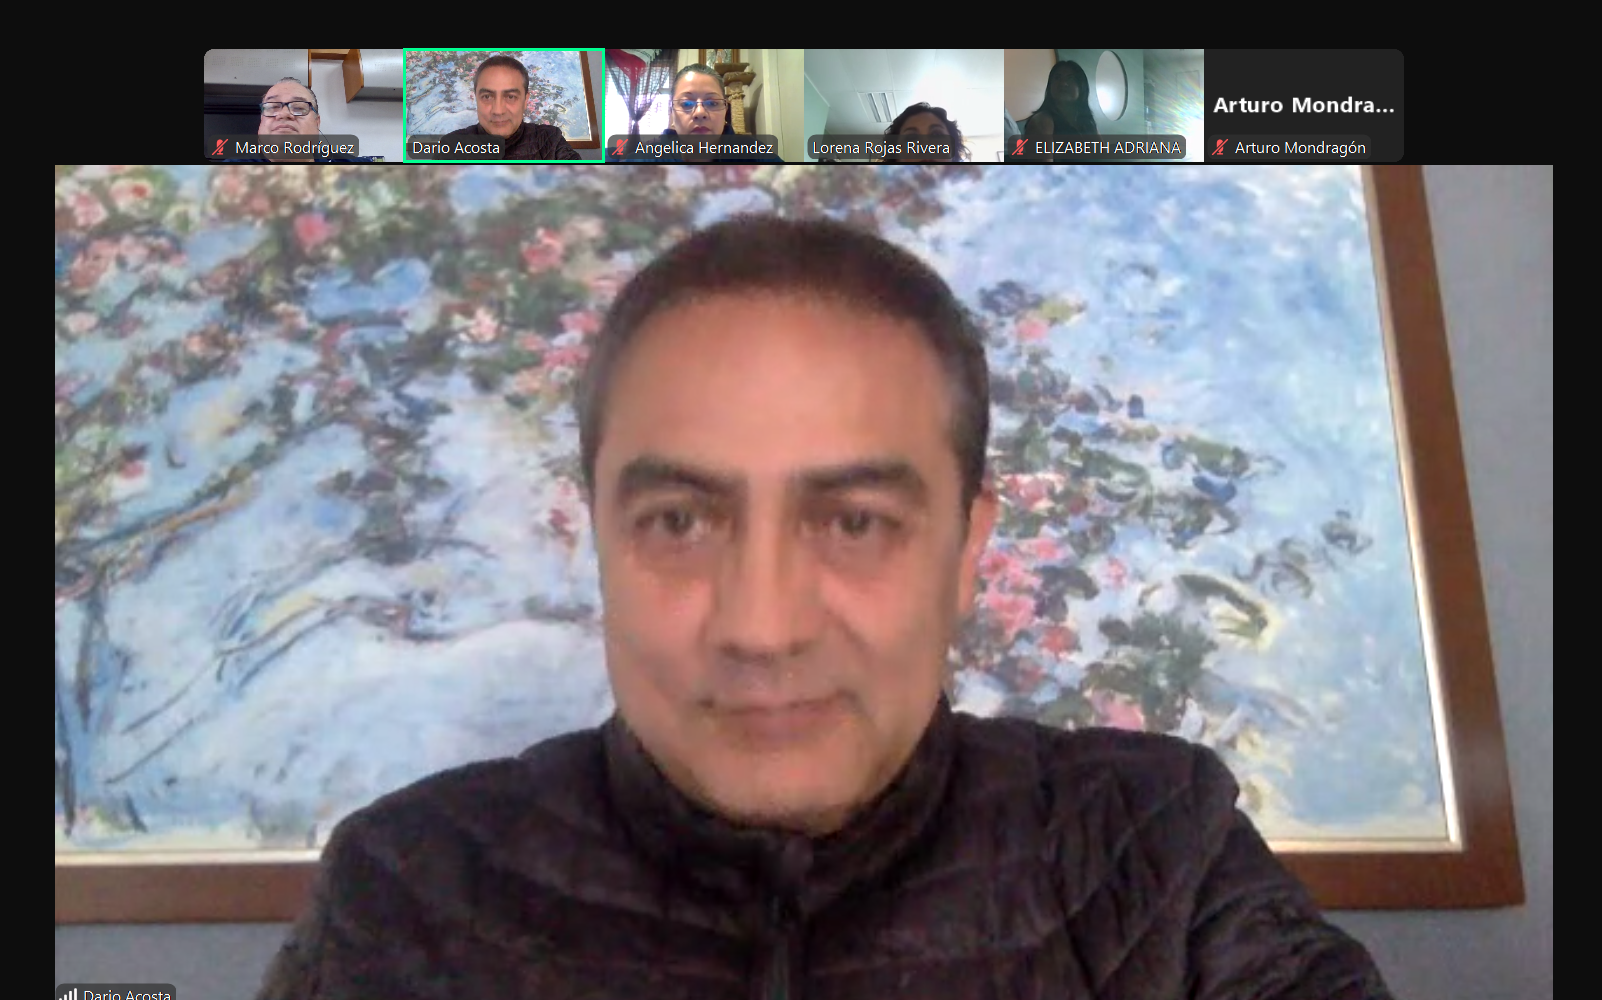 Marco Rodríguez
Dario Acosta
Angelica Hernandez
Lorena Rojas Rivera
ELIZABETH ADRIANA
Arturo Mondra...
Arturo Mondragón
Dario Acosta